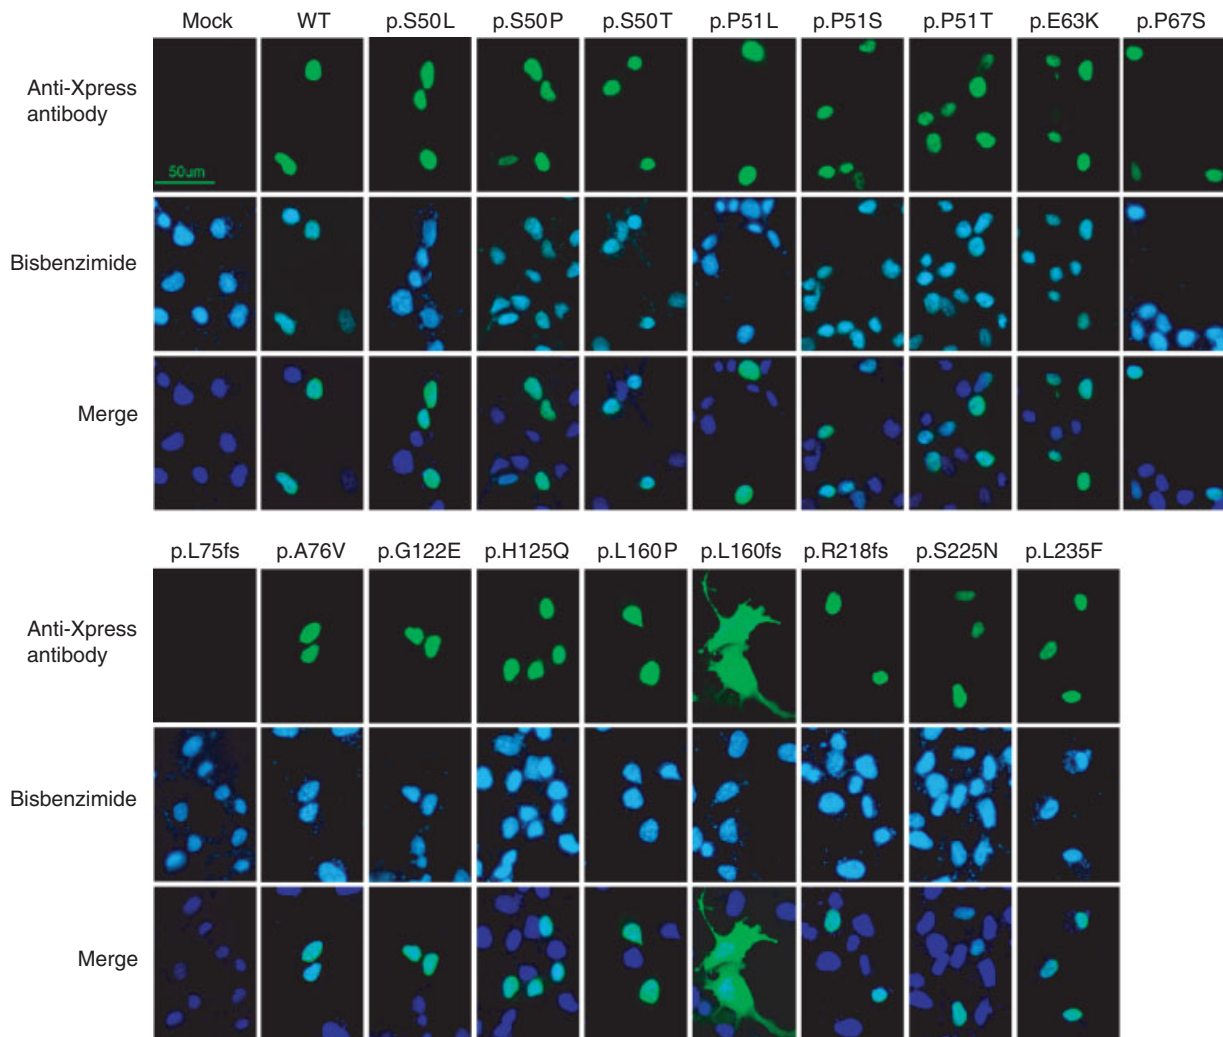 Mock WT p.S50L p.S50P p.S50T p.P51L p.P51S p.P51T p.E63K p.P67S
Anti-Xpress
antibody
50um
Bisbenzimide
Merge
p.L75fs p.A76V p.G122E p.H125Q p.L160P p.L160fs p.R218fs p.S225N p.L235F
Anti-Xpress
antibody
Bisbenzimide
Merge